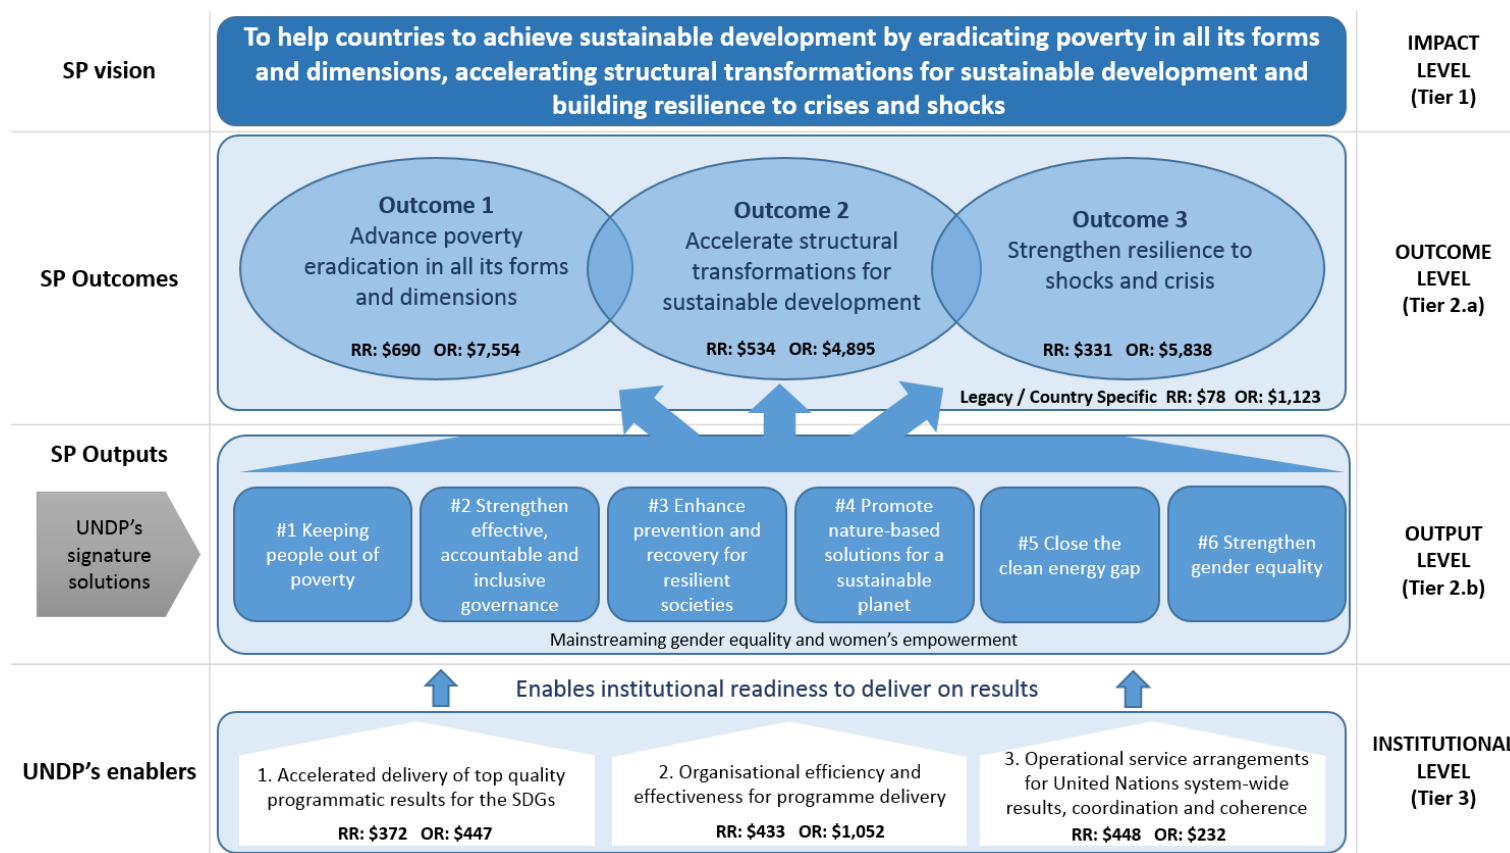 SP vision
To help countries to achieve sustainable development by eradicating poverty in all its forms
and dimensions, accelerating structural transformations for sustainable development and
building resilience to crises and shocks
IMPACT
LEVEL
(Tier 1)
SP Outcomes
Outcome 1
Advance poverty
eradication in all its forms
and dimensions
RR: $690 OR: $7,554
Outcome 2
Accelerate structural
transformations for
sustainable development
RR: $534 OR: $4,895
Outcome 3
Strengthen resilience to
shocks and crisis
RR: $331 OR: $5,838
Legacy / Country Specific RR: $78 OR: $1,123
OUTCOME
LEVEL
(Tier 2.a)
SP Outputs
UNDP’s
signature
solutions
#1 Keeping
people out of
poverty
#2 Strengthen
effective,
accountable and
inclusive
governance
#3 Enhance
prevention and
recovery for
resilient
societies
#4 Promote
nature-based
solutions for a
sustainable
planet
#5 Close the
clean energy gap
#6 Strengthen
gender equality
Mainstreaming gender equality and women’s empowerment
OUTPUT
LEVEL
(Tier 2.b)
Enables institutional readiness to deliver on results
UNDP’s enablers
1. Accelerated delivery of top quality
programmatic results for the SDGs
RR: $372 OR: $447
2. Organisational efficiency and
effectiveness for programme delivery
RR: $433 OR: $1,052
3. Operational service arrangements
for United Nations system-wide
results, coordination and coherence
RR: $448 OR: $232
INSTITUTIONAL
LEVEL
(Tier 3)